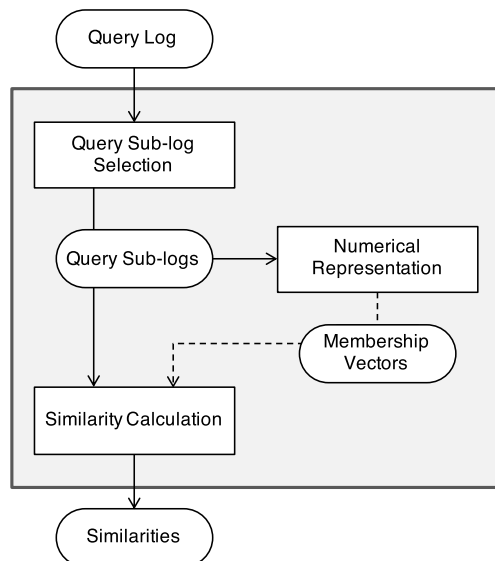 Query Log
Query Sub-log
Selection
Query Sub-logs
Numerical
Representation
Membership
Vectors
Similarity Calculation
Similarities